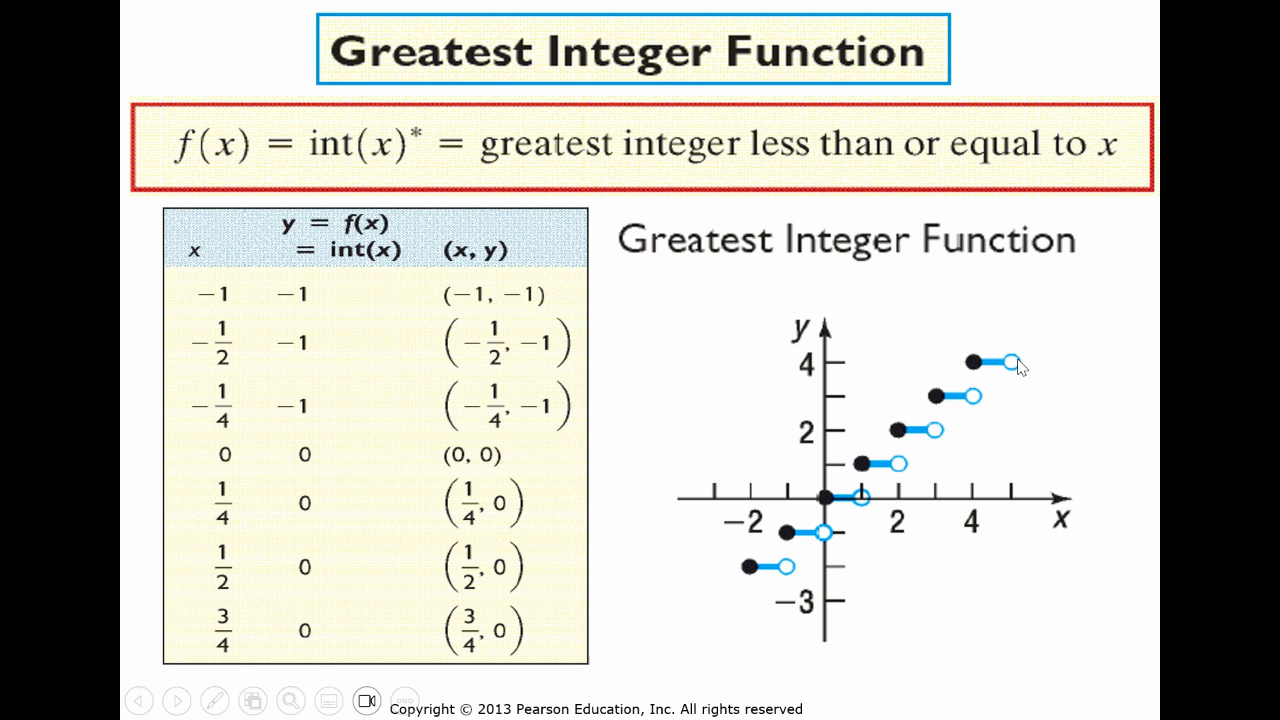 Greatest Integer Function
f(x) = int(x)* = greatest integer less than or equal to x
y = f(x)
x = int(x) (x, y)
−1 −1 (−1, −1)
−1/2 −1 (−1/2, −1)
−1/4 −1 (−1/4, −1)
0 0 (0, 0)
1/4 0 (1/4, 0)
1/2 0 (1/2, 0)
3/4 0 (3/4, 0)
Greatest Integer Function
y
4
2
−2 2 4 x
−3
Copyright © 2013 Pearson Education, Inc. All rights reserved